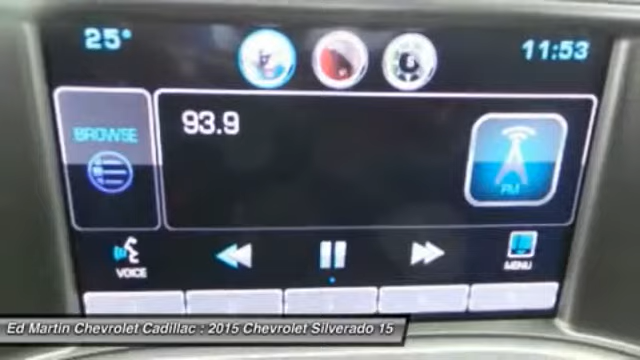 25°
11:53
BROWSE
93.9
FM
VOICE
MENU
Ed Martin Chevrolet Cadillac : 2015 Chevrolet Silverado 15